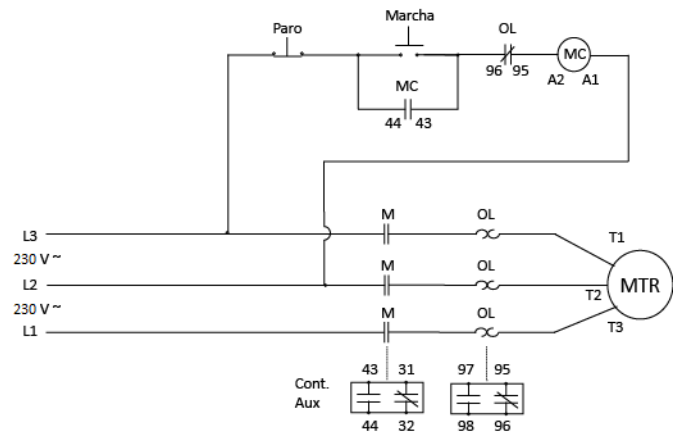 Marcha
Paro
OL
MC
96 95
A2 A1
MC
44 43
M OL
L3
T1
230 V ~
M OL
L2
T2
MTR
230 V ~
T3
M OL
L1
43 31 97 95
Cont.
Aux
44 32 98 96